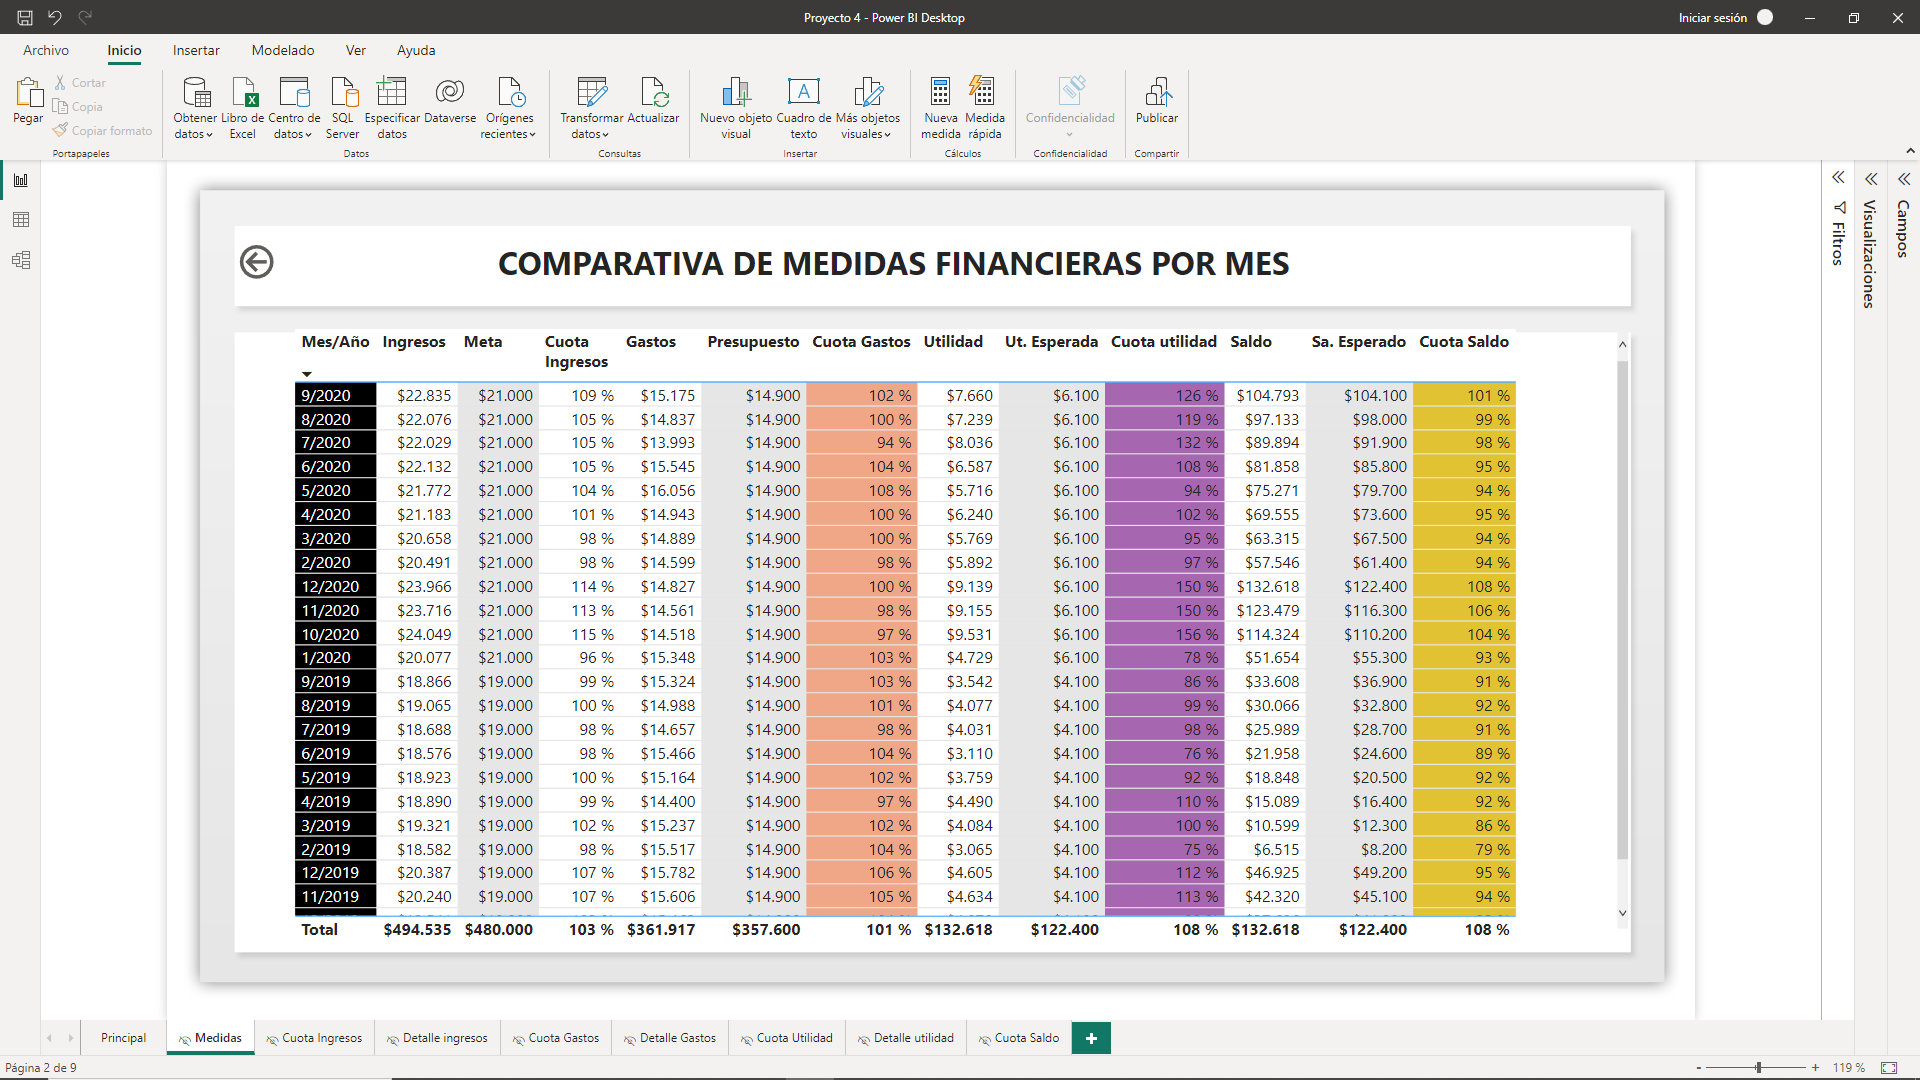 Proyecto 4 - Power BI Desktop
Iniciar sesión
Archivo Inicio Insertar Modelado Ver Ayuda
Pegar
Cortar
Copia
Copiar formato
Portapapeles
Obtener datos
Libro de Excel
Centro de datos
SQL Server
Especificar datos
Dataverse
Orígenes recientes
Datos
Transformar datos
Actualizar
Consultas
Nuevo objeto visual
Cuadro de texto
Más objetos visuales
Insertar
Nueva medida
Medida rápida
Cálculos
Confidencialidad
Confidencialidad
Publicar
Compartir
Filtros
Visualizaciones
Campos
COMPARATIVA DE MEDIDAS FINANCIERAS POR MES
Mes/Año Ingresos Meta Cuota Ingresos Gastos Presupuesto Cuota Gastos Utilidad Ut. Esperada Cuota utilidad Saldo Sa. Esperado Cuota Saldo
9/2020 $22.835 $21.000 109 % $15.175 $14.900 102 % $7.660 $6.100 126 % $104.793 $104.100 101 %
8/2020 $22.076 $21.000 105 % $14.837 $14.900 100 % $7.239 $6.100 119 % $97.133 $98.000 99 %
7/2020 $22.029 $21.000 105 % $13.993 $14.900 94 % $8.036 $6.100 132 % $89.894 $91.900 98 %
6/2020 $22.132 $21.000 105 % $15.545 $14.900 104 % $6.587 $6.100 108 % $81.858 $85.800 95 %
5/2020 $21.772 $21.000 104 % $16.056 $14.900 108 % $5.716 $6.100 94 % $75.271 $79.700 94 %
4/2020 $21.183 $21.000 101 % $14.943 $14.900 100 % $6.240 $6.100 102 % $69.555 $73.600 95 %
3/2020 $20.658 $21.000 98 % $14.889 $14.900 100 % $5.769 $6.100 95 % $63.315 $67.500 94 %
2/2020 $20.491 $21.000 98 % $14.599 $14.900 98 % $5.892 $6.100 97 % $57.546 $61.400 94 %
12/2020 $23.966 $21.000 114 % $14.827 $14.900 100 % $9.139 $6.100 150 % $132.618 $122.400 108 %
11/2020 $23.716 $21.000 113 % $14.561 $14.900 98 % $9.155 $6.100 150 % $123.479 $116.300 106 %
10/2020 $24.049 $21.000 115 % $14.518 $14.900 97 % $9.531 $6.100 156 % $114.324 $110.200 104 %
1/2020 $20.077 $21.000 96 % $15.348 $14.900 103 % $4.729 $6.100 78 % $51.654 $55.300 93 %
9/2019 $18.866 $19.000 99 % $15.324 $14.900 103 % $3.542 $4.100 86 % $33.608 $36.900 91 %
8/2019 $19.065 $19.000 100 % $14.988 $14.900 101 % $4.077 $4.100 99 % $30.066 $32.800 92 %
7/2019 $18.688 $19.000 98 % $14.657 $14.900 98 % $4.031 $4.100 98 % $25.989 $28.700 91 %
6/2019 $18.576 $19.000 98 % $15.466 $14.900 104 % $3.110 $4.100 76 % $21.958 $24.600 89 %
5/2019 $18.923 $19.000 100 % $15.164 $14.900 102 % $3.759 $4.100 92 % $18.848 $20.500 92 %
4/2019 $18.890 $19.000 99 % $14.400 $14.900 97 % $4.490 $4.100 110 % $15.089 $16.400 92 %
3/2019 $19.321 $19.000 102 % $15.237 $14.900 102 % $4.084 $4.100 100 % $10.599 $12.300 86 %
2/2019 $18.582 $19.000 98 % $15.517 $14.900 104 % $3.065 $4.100 75 % $6.515 $8.200 79 %
12/2019 $20.387 $19.000 107 % $15.782 $14.900 106 % $4.605 $4.100 112 % $46.925 $49.200 95 %
11/2019 $20.240 $19.000 107 % $15.606 $14.900 105 % $4.634 $4.100 113 % $42.320 $45.100 94 %
Total $494.535 $480.000 103 % $361.917 $357.600 101 % $132.618 $122.400 108 % $132.618 $122.400 108 %
Principal Medidas Cuota Ingresos Detalle ingresos Cuota Gastos Detalle Gastos Cuota Utilidad Detalle utilidad Cuota Saldo
Página 2 de 9
119 %